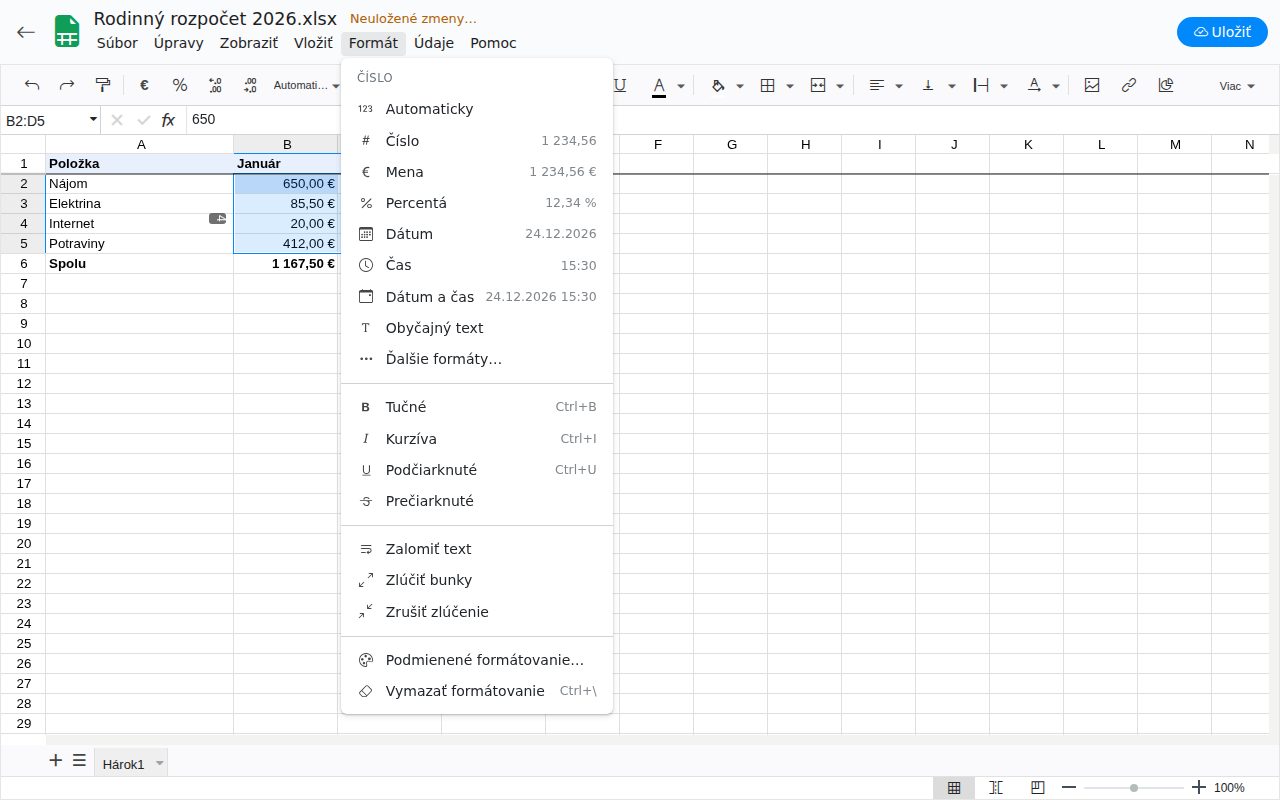 Rodinný rozpočet 2026.xlsx Neuložené zmeny…
Súbor Úpravy Zobraziť Vložiť Formát Údaje Pomoc
Uložiť
€ % Automati… U A A Viac
B2:D5 fx 650
A B F G H I J K L M N
1 Položka Január
2 Nájom 650,00 €
3 Elektrina 85,50 €
4 Internet 20,00 €
5 Potraviny 412,00 €
6 Spolu 1 167,50 €
7
8
9
10
11
12
13
14
15
16
17
18
19
20
21
22
23
24
25
26
27
28
29
ČÍSLO
123 Automaticky
# Číslo 1 234,56
€ Mena 1 234,56 €
% Percentá 12,34 %
Dátum 24.12.2026
Čas 15:30
Dátum a čas 24.12.2026 15:30
T Obyčajný text
Ďalšie formáty…
B Tučné Ctrl+B
I Kurzíva Ctrl+I
U Podčiarknuté Ctrl+U
S Prečiarknuté
Zalomiť text
Zlúčiť bunky
Zrušiť zlúčenie
Podmienené formátovanie…
Vymazať formátovanie Ctrl+\
Hárok1
100%